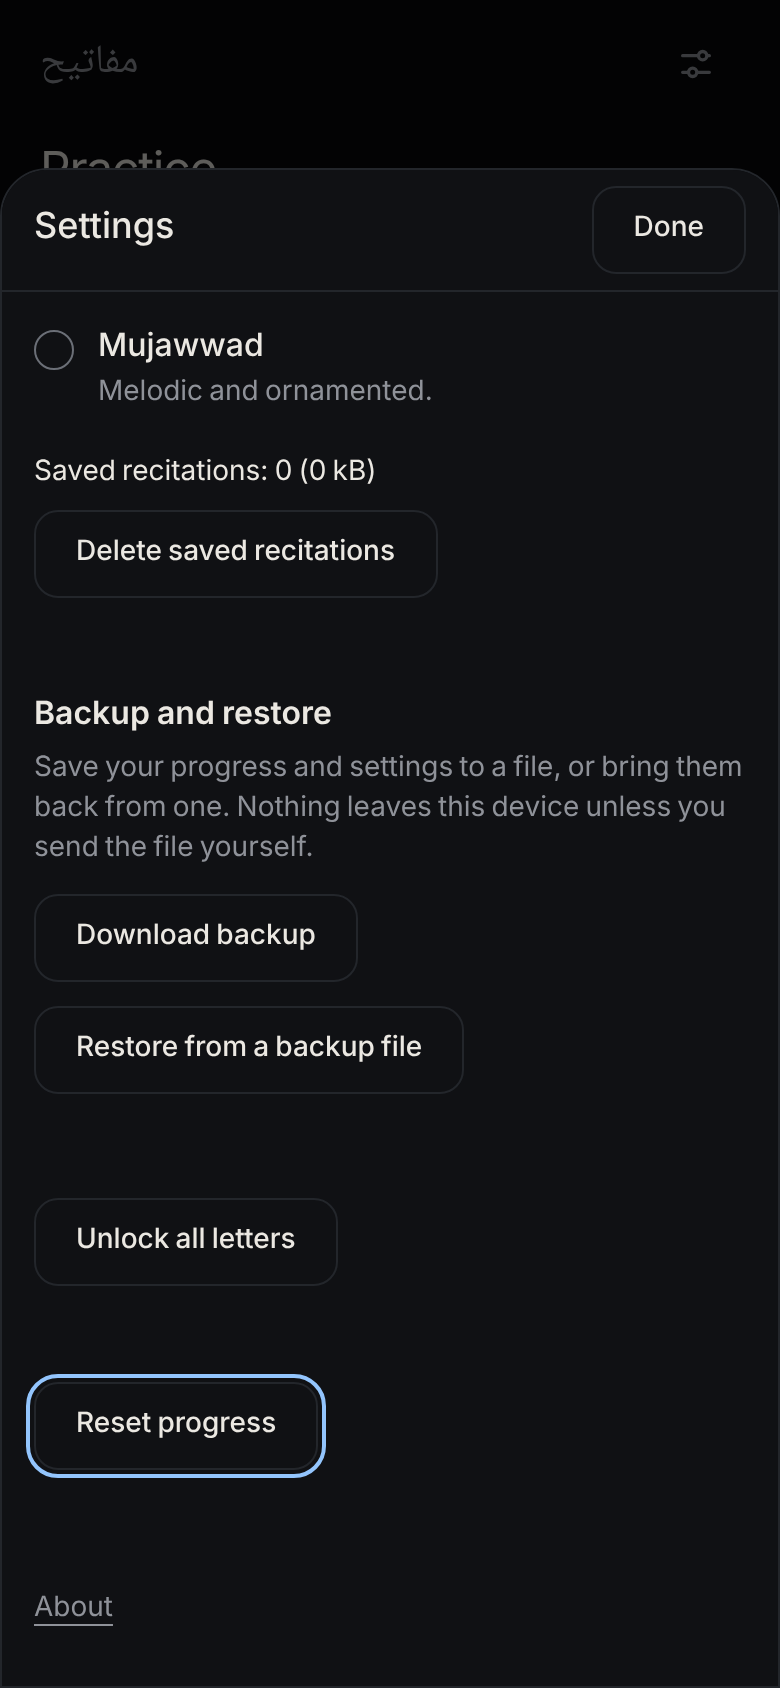 مفاتيح
Practice
Settings
Done
Mujawwad
Melodic and ornamented.
Saved recitations: 0 (0 kB)
Delete saved recitations
Backup and restore
Save your progress and settings to a file, or bring them
back from one. Nothing leaves this device unless you
send the file yourself.
Download backup
Restore from a backup file
Unlock all letters
Reset progress
About